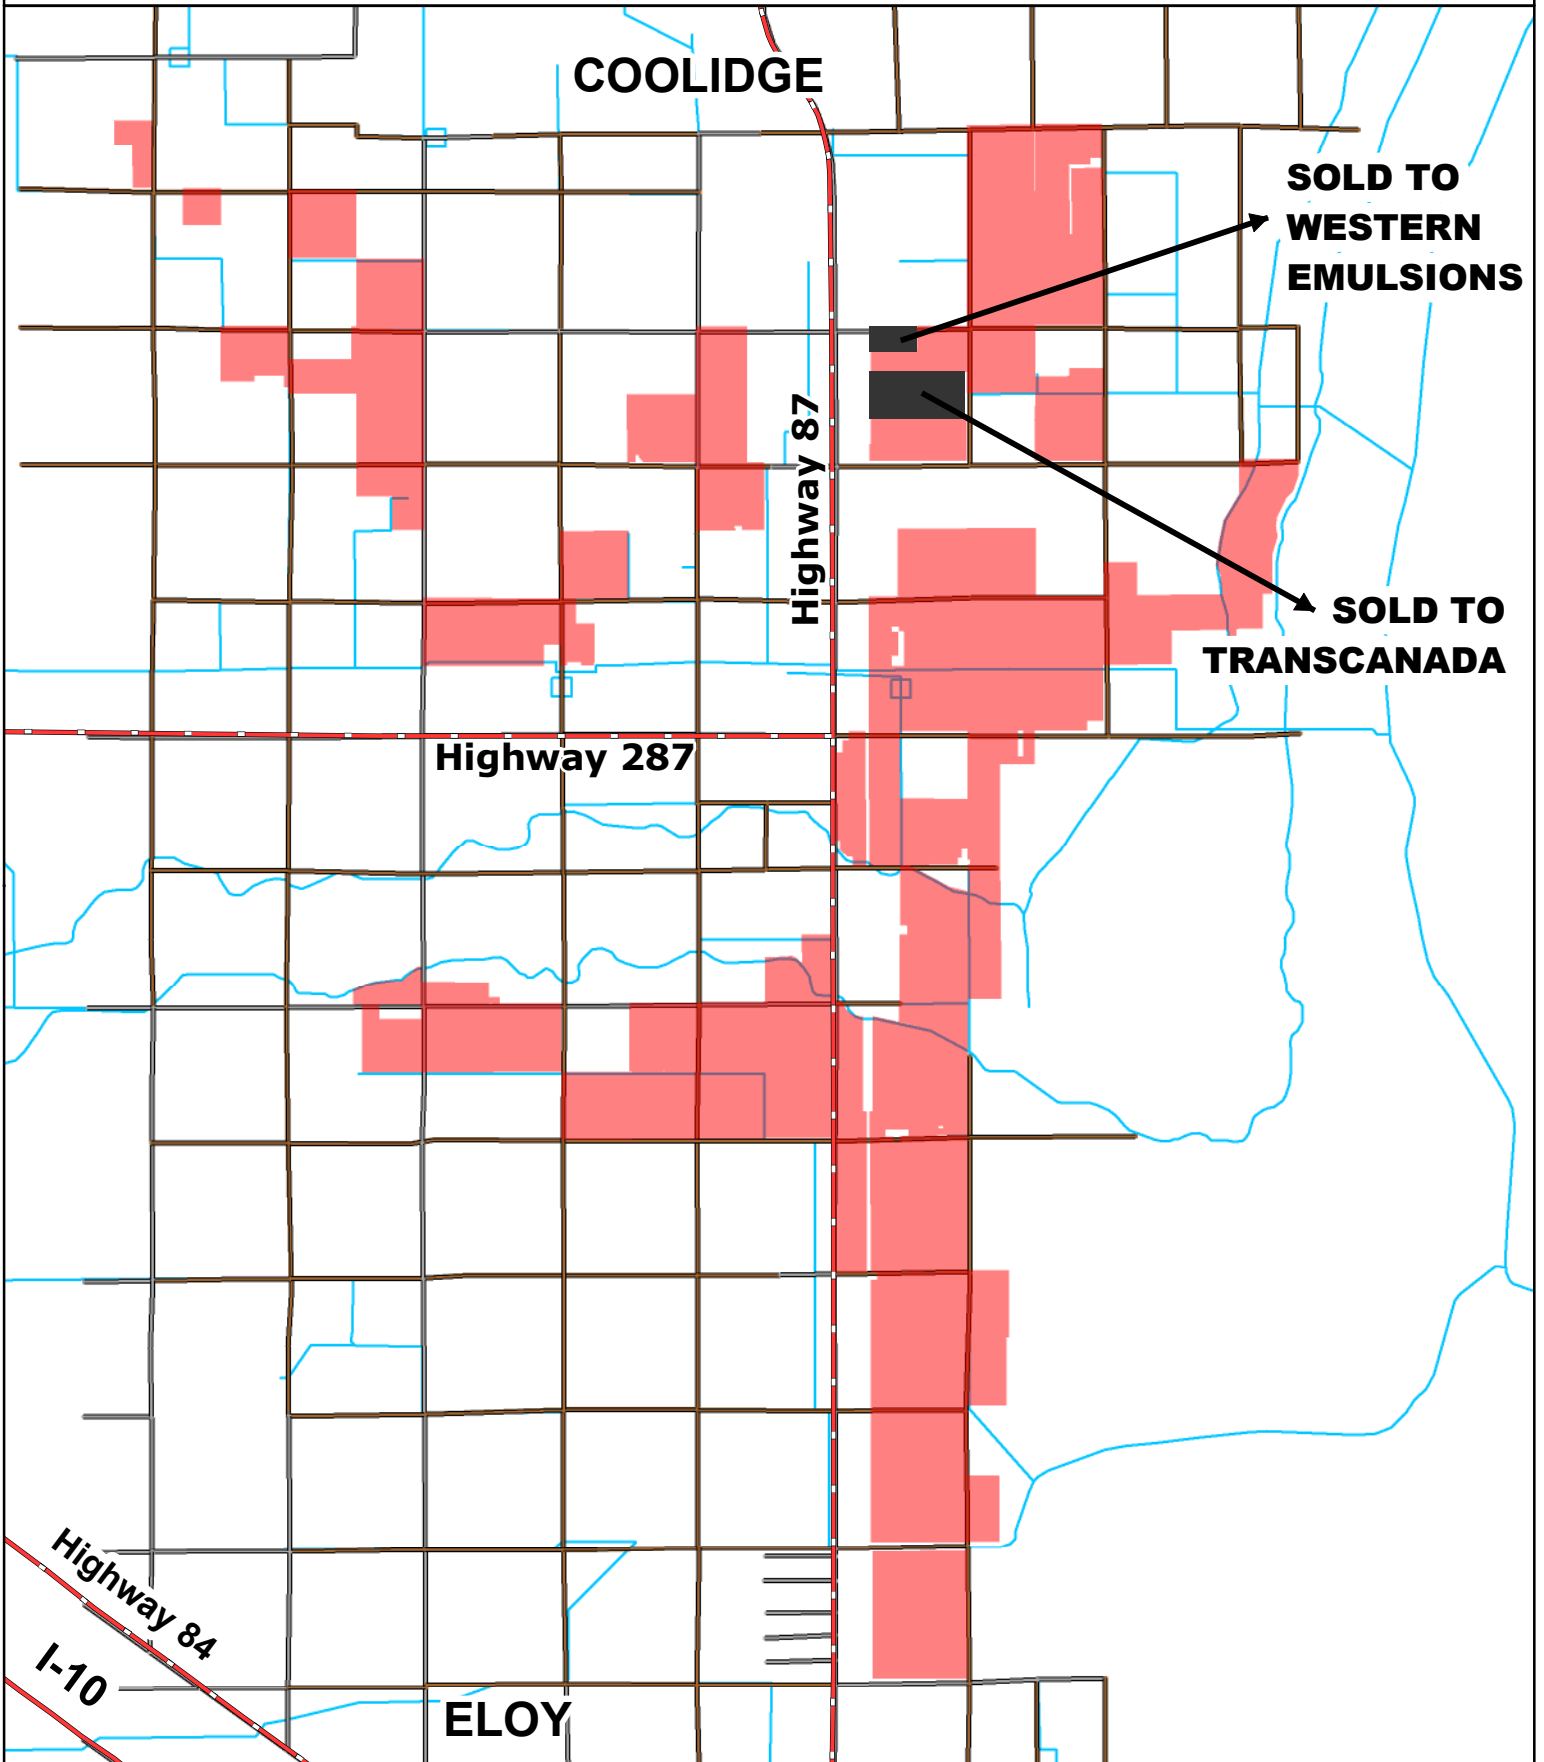 COOLIDGE
SOLD TO
WESTERN
EMULSIONS
Highway 87
SOLD TO
TRANSCANADA
Highway 287
Highway 84
I-10
ELOY